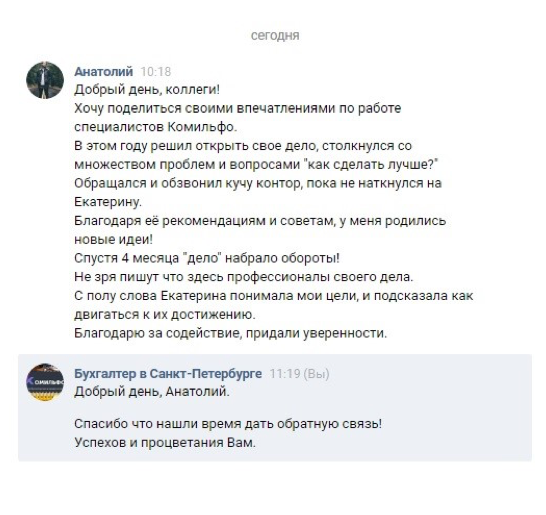 сегодня
Анатолий 10:18
Добрый день, коллеги!
Хочу поделиться своими впечатлениями по работе
специалистов Комильфо.
В этом году решил открыть свое дело, столкнулся со
множеством проблем и вопросами "как сделать лучше?"
Обращался и обзвонил кучу контор, пока не наткнулся на
Екатерину.
Благодаря её рекомендациям и советам, у меня родились
новые идеи!
Спустя 4 месяца "дело" набрало обороты!
Не зря пишут что здесь профессионалы своего дела.
С полу слова Екатерина понимала мои цели, и подсказала как
двигаться к их достижению.
Благодарю за содействие, придали уверенности.
Бухгалтер в Санкт-Петербурге 11:19 (Вы)
Добрый день, Анатолий.
Спасибо что нашли время дать обратную связь!
Успехов и процветания Вам.